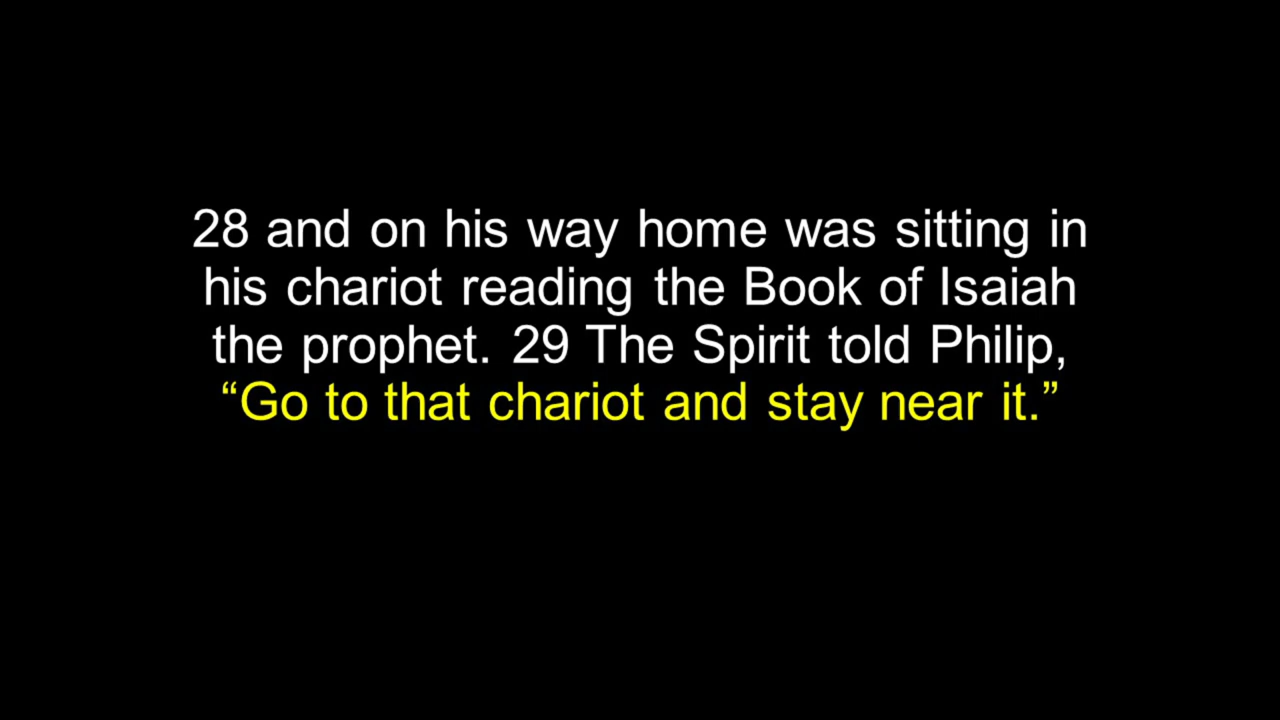 28 and on his way home was sitting in
his chariot reading the Book of Isaiah
the prophet. 29 The Spirit told Philip,
“Go to that chariot and stay near it.”